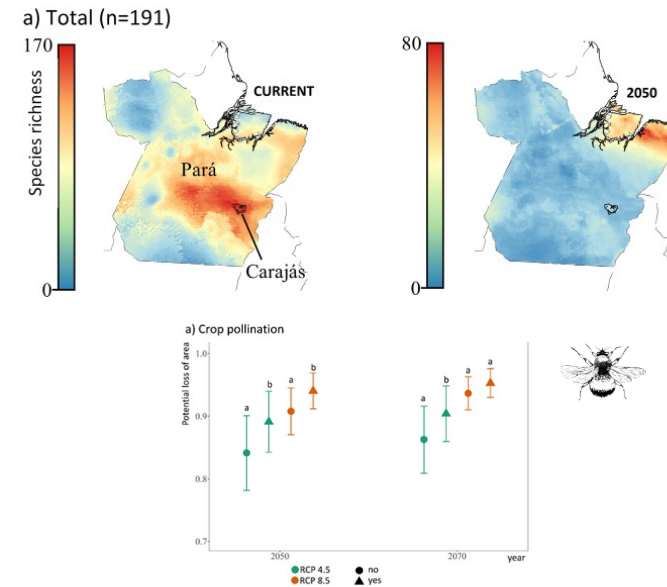 a) Total (n=191)
170
Species richness
0
CURRENT
Pará
Carajás
80
0
2050
a) Crop pollination
Potential loss of area
1.0
0.9
0.8
0.7
a
b
a
b
a
b
a
a
2050
2070
year
RCP 4.5
no
RCP 8.5
yes